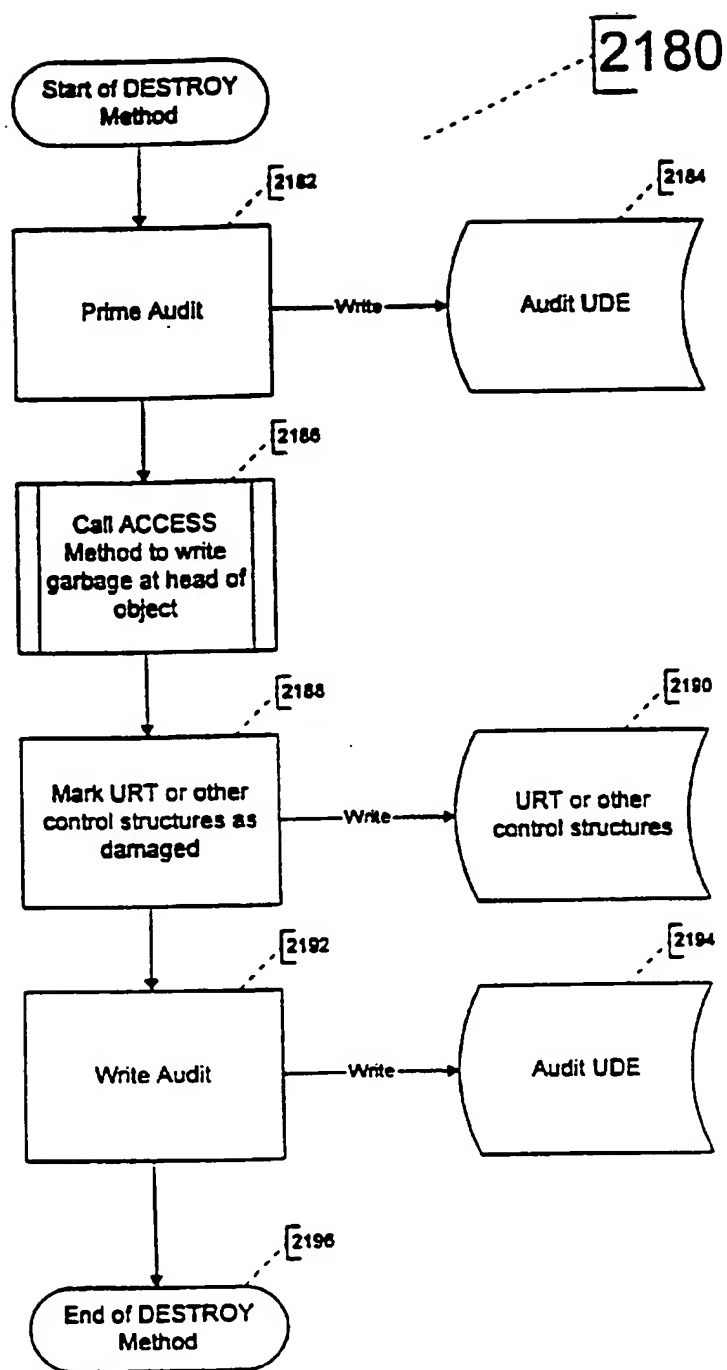 2180
Start of DESTROY
Method
2182
2184
Prime Audit
Write
Audit UDE
2186
Call ACCESS
Method to write
garbage at head of
object
2188
2190
Mark URT or other
control structures as
damaged
Write
URT or other
control structures
2192
2194
Write Audit
Write
Audit UDE
2196
End of DESTROY
Method